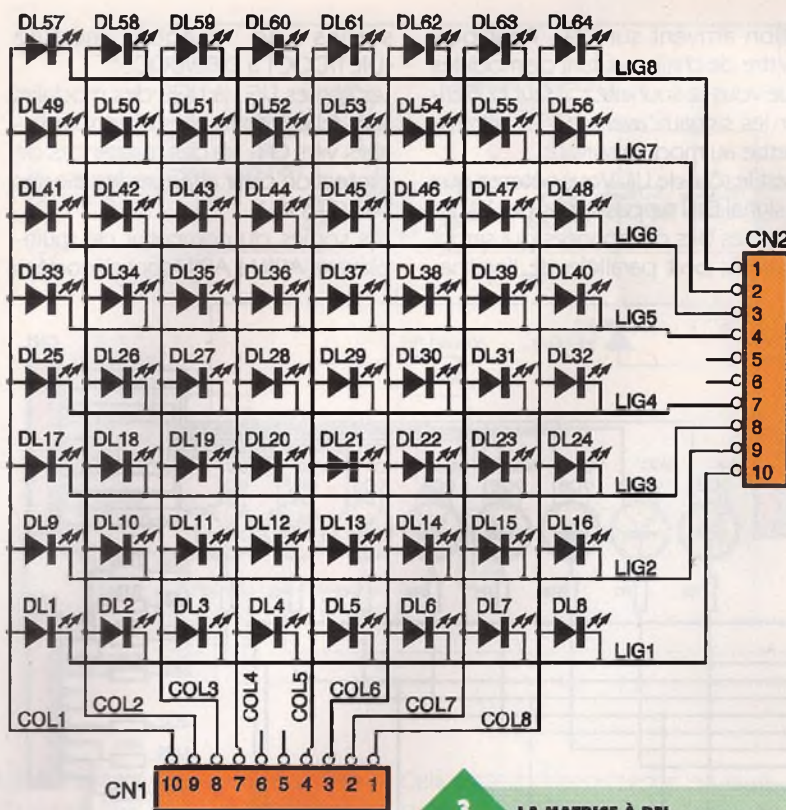 DL57 DL58 DL59 DL60 DL61 DL62 DL63 DL64
LIG8
DL49 DL50 DL51 DL52 DL53 DL54 DL55 DL56
LIG7
DL41 DL42 DL43 DL44 DL45 DL46 DL47 DL48
LIG6
CN2
DL33 DL34 DL35 DL36 DL37 DL38 DL39 DL40
LIG5
DL25 DL26 DL27 DL28 DL29 DL30 DL31 DL32
LIG4
1
2
3
4
5
6
7
8
9
10
DL17 DL18 DL19 DL20 DL21 DL22 DL23 DL24
LIG3
DL9 DL10 DL11 DL12 DL13 DL14 DL15 DL16
LIG2
DL1 DL2 DL3 DL4 DL5 DL6 DL7 DL8
LIG1
COL1 COL2 COL3 COL4 COL5 COL6 COL7 COL8
CN1 10 9 8 7 6 5 4 3 2 1
3 LA MATRICE À DEL